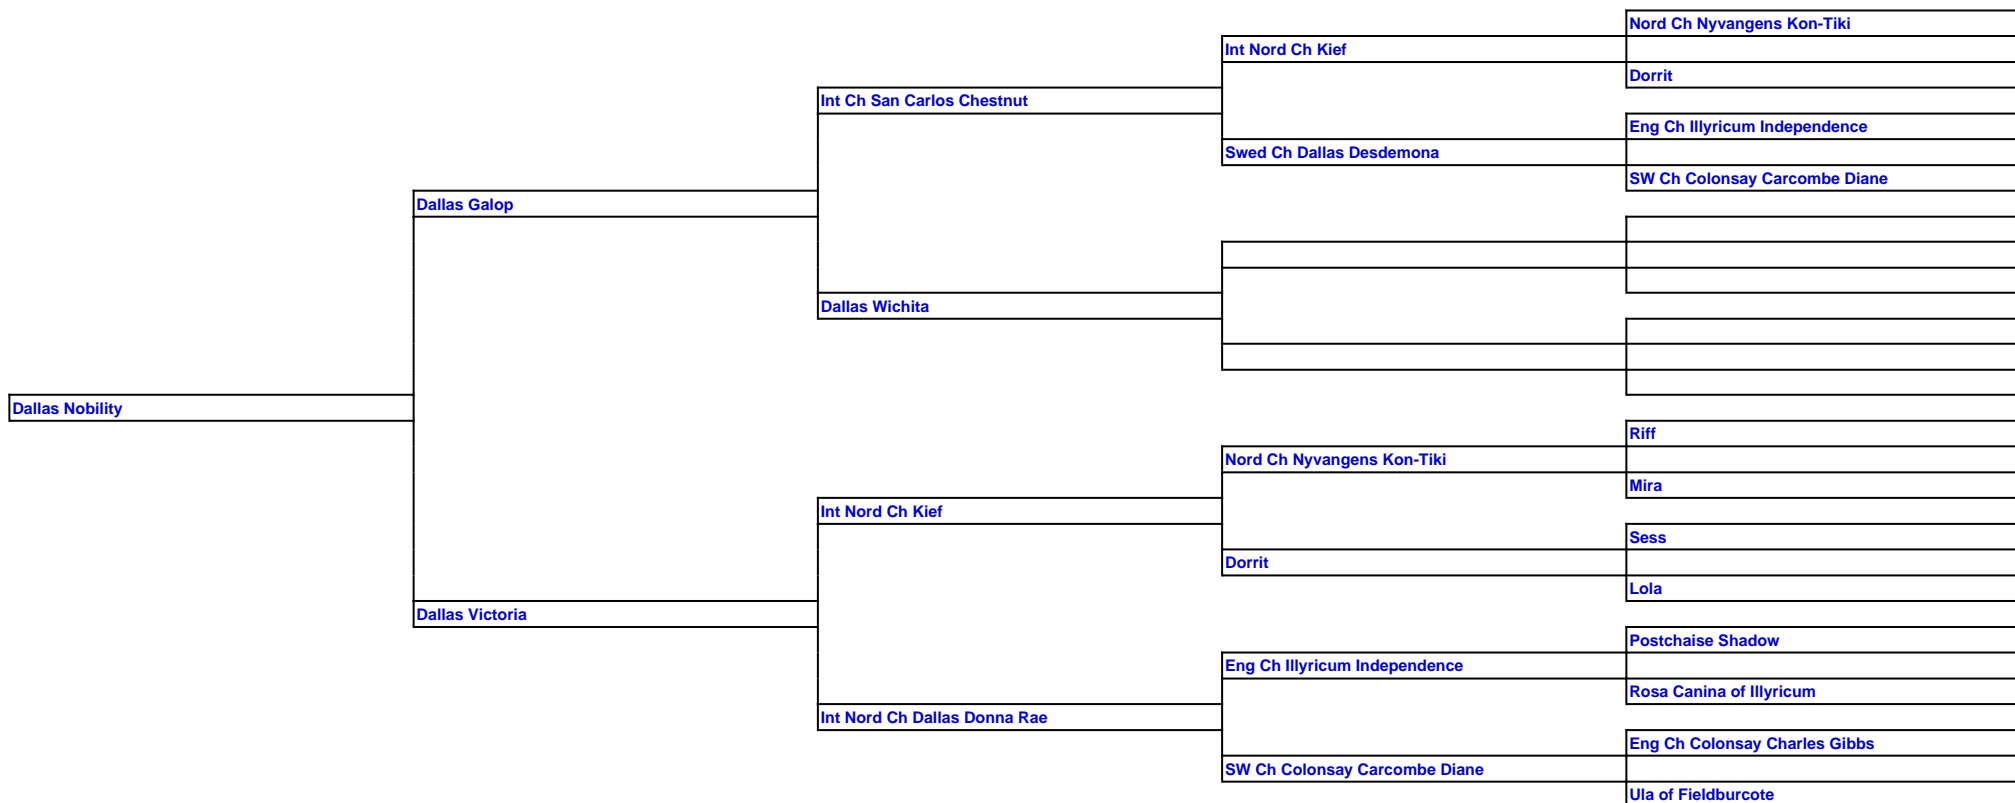 Nord Ch Nyvangens Kon-Tiki
Int Nord Ch Kief
Dorrit
Int Ch San Carlos Chestnut
Eng Ch Illyricum Independence
Swed Ch Dallas Desdemona
SW Ch Colonsay Carcombe Diane
Dallas Galop
Dallas Wichita
Dallas Nobility
Riff
Nord Ch Nyvangens Kon-Tiki
Mira
Int Nord Ch Kief
Sess
Dorrit
Lola
Dallas Victoria
Postchaise Shadow
Eng Ch Illyricum Independence
Rosa Canina of Illyricum
Int Nord Ch Dallas Donna Rae
Eng Ch Colonsay Charles Gibbs
SW Ch Colonsay Carcombe Diane
Ula of Fieldburcote